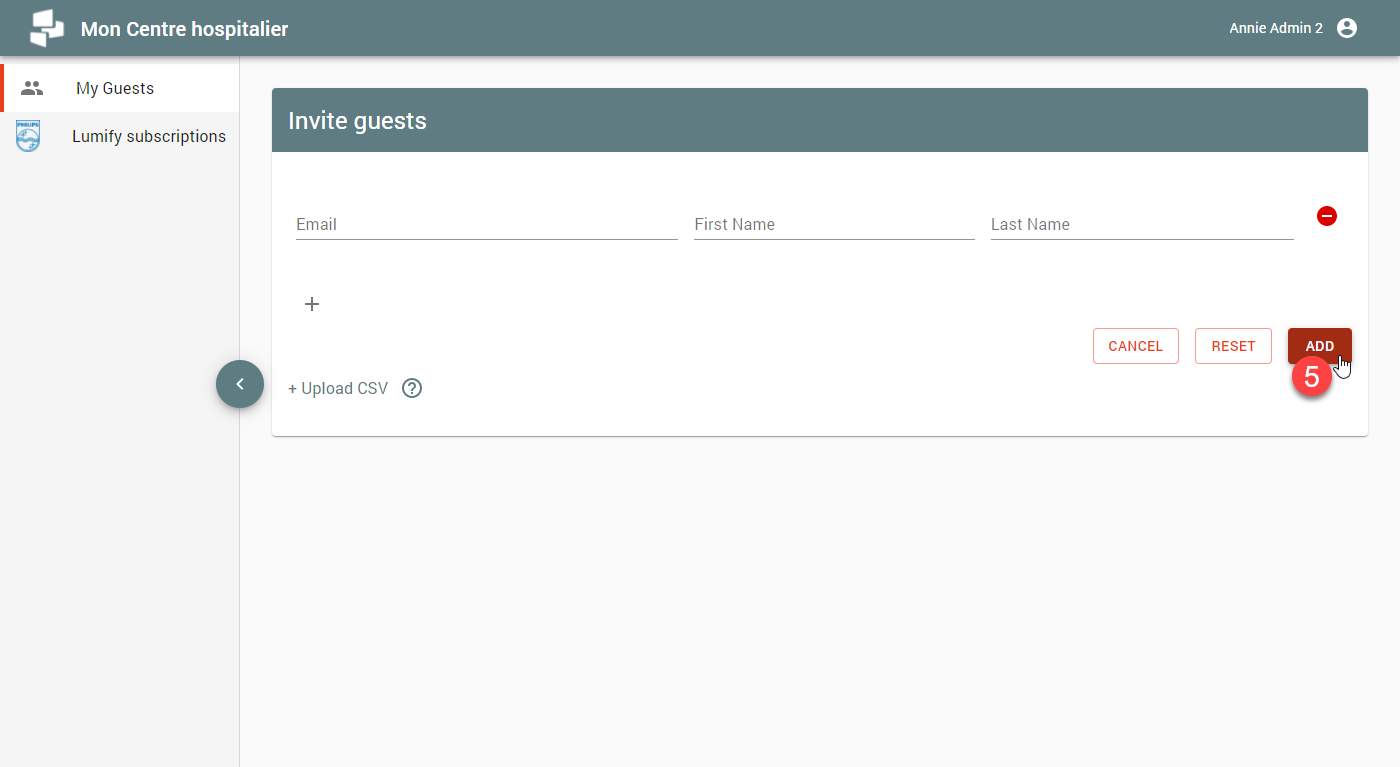 Mon Centre hospitalier
Annie Admin 2
My Guests
PHILIPS
Lumify subscriptions
Invite guests
Email
First Name
Last Name
+
CANCEL
RESET
ADD
5
+ Upload CSV ?